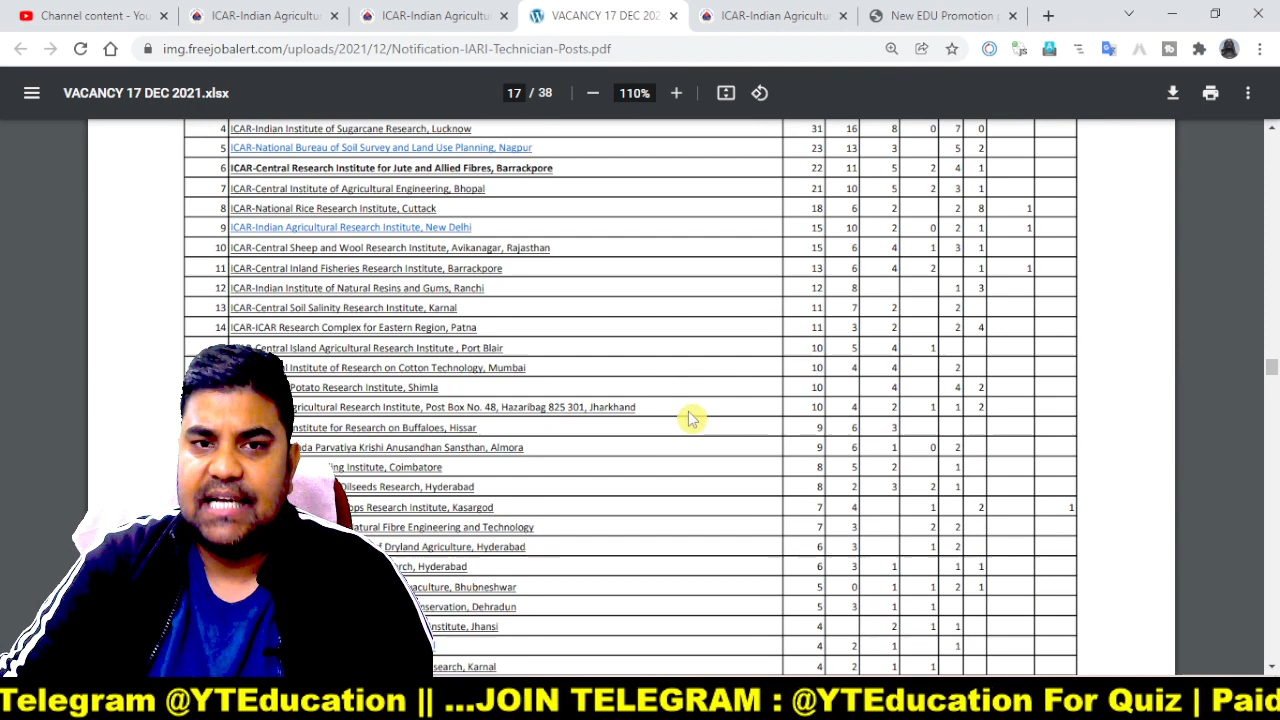 Channel content - You
ICAR-Indian Agricultur
ICAR-Indian Agricultur
VACANCY 17 DEC 202
ICAR-Indian Agricultur
New EDU Promotion p
img.freejobalert.com/uploads/2021/12/Notification-IARI-Technician-Posts.pdf
VACANCY 17 DEC 2021.xlsx
17 / 38
110%
4 ICAR-Indian Institute of Sugarcane Research, Lucknow 31 16 8 0 7 0
5 ICAR-National Bureau of Soil Survey and Land Use Planning, Nagpur 23 13 3 5 2
6 ICAR-Central Research Institute for Jute and Allied Fibres, Barrackpore 22 11 5 2 4 1
7 ICAR-Central Institute of Agricultural Engineering, Bhopal 21 10 5 2 3 1
8 ICAR-National Rice Research Institute, Cuttack 18 6 2 2 8 1
9 ICAR-Indian Agricultural Research Institute, New Delhi 15 10 2 0 2 1 1
10 ICAR-Central Sheep and Wool Research Institute, Avikanagar, Rajasthan 15 6 4 1 3 1
11 ICAR-Central Inland Fisheries Research Institute, Barrackpore 13 6 4 2 1 1
12 ICAR-Indian Institute of Natural Resins and Gums, Ranchi 12 8 1 3
13 ICAR-Central Soil Salinity Research Institute, Karnal 11 7 2 2
14 ICAR-ICAR Research Complex for Eastern Region, Patna 11 3 2 2 4
Central Island Agricultural Research Institute , Port Blair 10 5 4 1
Institute of Research on Cotton Technology, Mumbai 10 4 4 2
Potato Research Institute, Shimla 10 4 4 2
gricultural Research Institute, Post Box No. 48, Hazaribag 825 301, Jharkhand 10 4 2 1 1 2
nstitute for Research on Buffaloes, Hissar 9 6 3
nda Parvatiya Krishi Anusandhan Sansthan, Almora 9 6 1 0 2
ing Institute, Coimbatore 8 5 2 1
Oilseeds Research, Hyderabad 8 2 3 2 1
ops Research Institute, Kasargod 7 4 1 2 1
atural Fibre Engineering and Technology 7 3 2 2
of Dryland Agriculture, Hyderabad 6 3 1 2
rch, Hyderabad 6 3 1 1 1
aculture, Bhubneshwar 5 0 1 1 2 1
nservation, Dehradun 5 3 1 1
nstitute, Jhansi 4 2 1 1
4 2 1 1
search, Karnal 4 2 1 1
Telegram @YTEducation || ...JOIN TELEGRAM : @YTEducation For Quiz | Paid